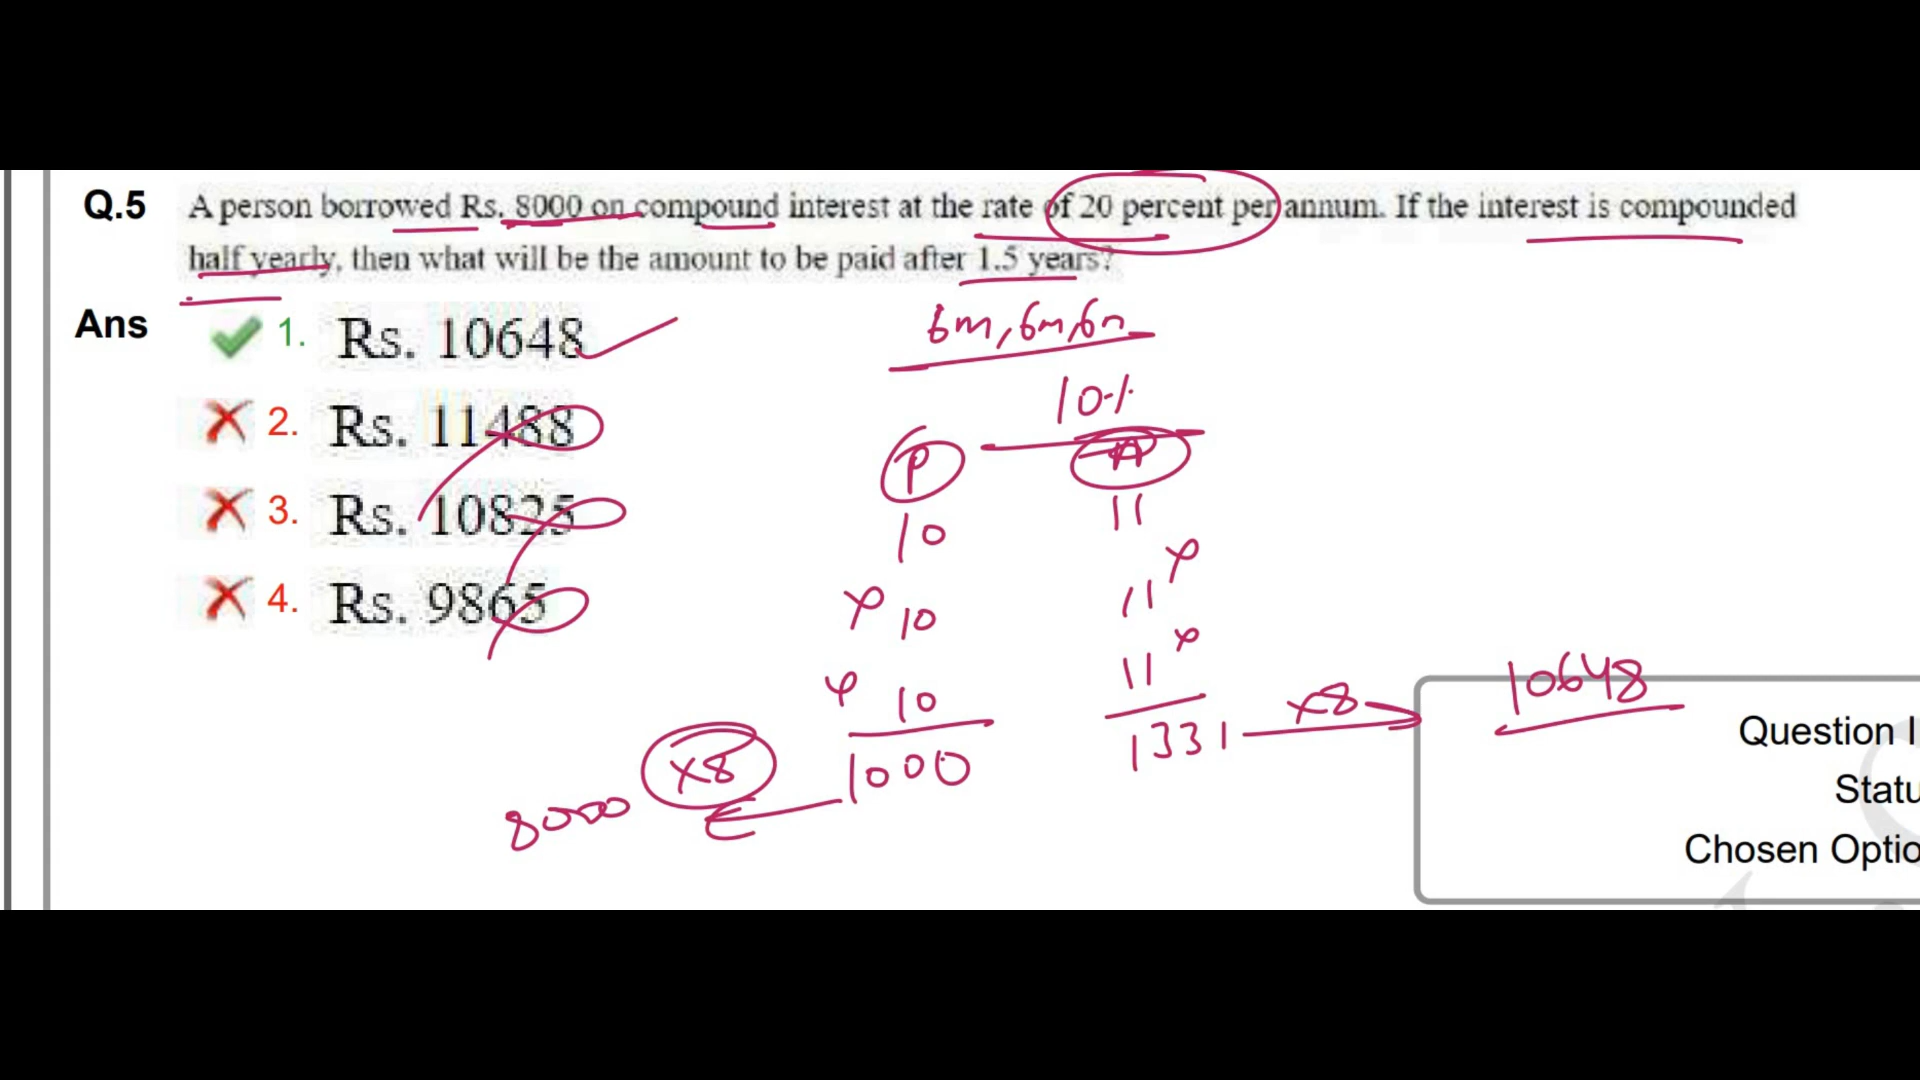 Q.5 A person borrowed Rs. 8000 on compound interest at the rate of 20 percent per annum. If the interest is compounded
half yearly, then what will be the amount to be paid after 1.5 years?
Ans 1. Rs. 10648
2. Rs. 11488
3. Rs. 10825
4. Rs. 9865
6m, 6m, 6m
10%
P A
10 11
× 10 11 ×
× 10 11 ×
1000 1331 ×8 10648
8000 ×8
Question I
Statu
Chosen Optio